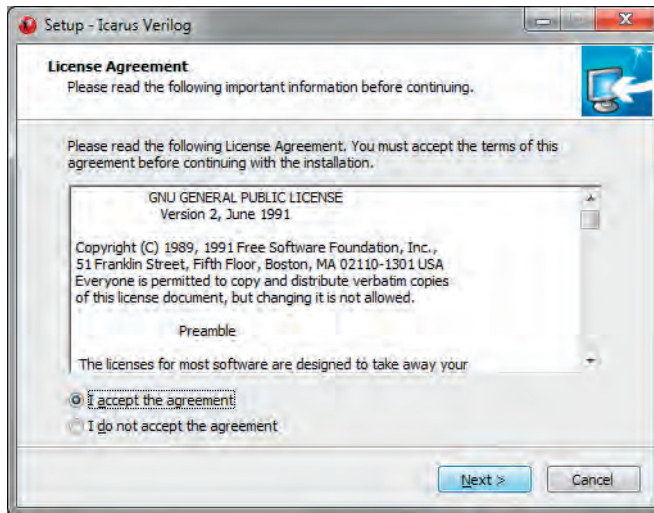 Setup - Icarus Verilog
License Agreement
Please read the following important information before continuing.
Please read the following License Agreement. You must accept the terms of this
agreement before continuing with the installation.
GNU GENERAL PUBLIC LICENSE
Version 2, June 1991
Copyright (C) 1989, 1991 Free Software Foundation, Inc.,
51 Franklin Street, Fifth Floor, Boston, MA 02110-1301 USA
Everyone is permitted to copy and distribute verbatim copies
of this license document, but changing it is not allowed.
Preamble
The licenses for most software are designed to take away your
I accept the agreement
I do not accept the agreement
Next >
Cancel